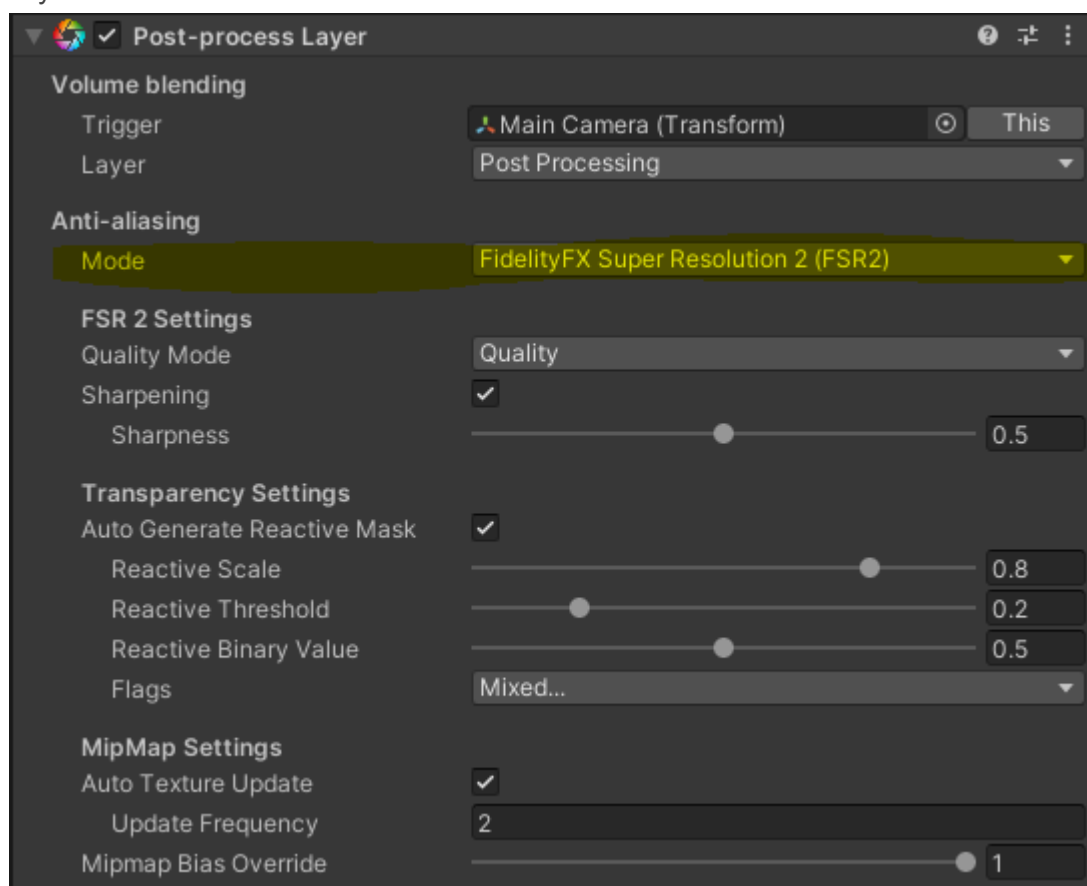 Post-process Layer
Volume blending
Trigger Main Camera (Transform) This
Layer Post Processing
Anti-aliasing
Mode FidelityFX Super Resolution 2 (FSR2)
FSR 2 Settings
Quality Mode Quality
Sharpening
Sharpness 0.5
Transparency Settings
Auto Generate Reactive Mask
Reactive Scale 0.8
Reactive Threshold 0.2
Reactive Binary Value 0.5
Flags Mixed...
MipMap Settings
Auto Texture Update
Update Frequency 2
Mipmap Bias Override 1